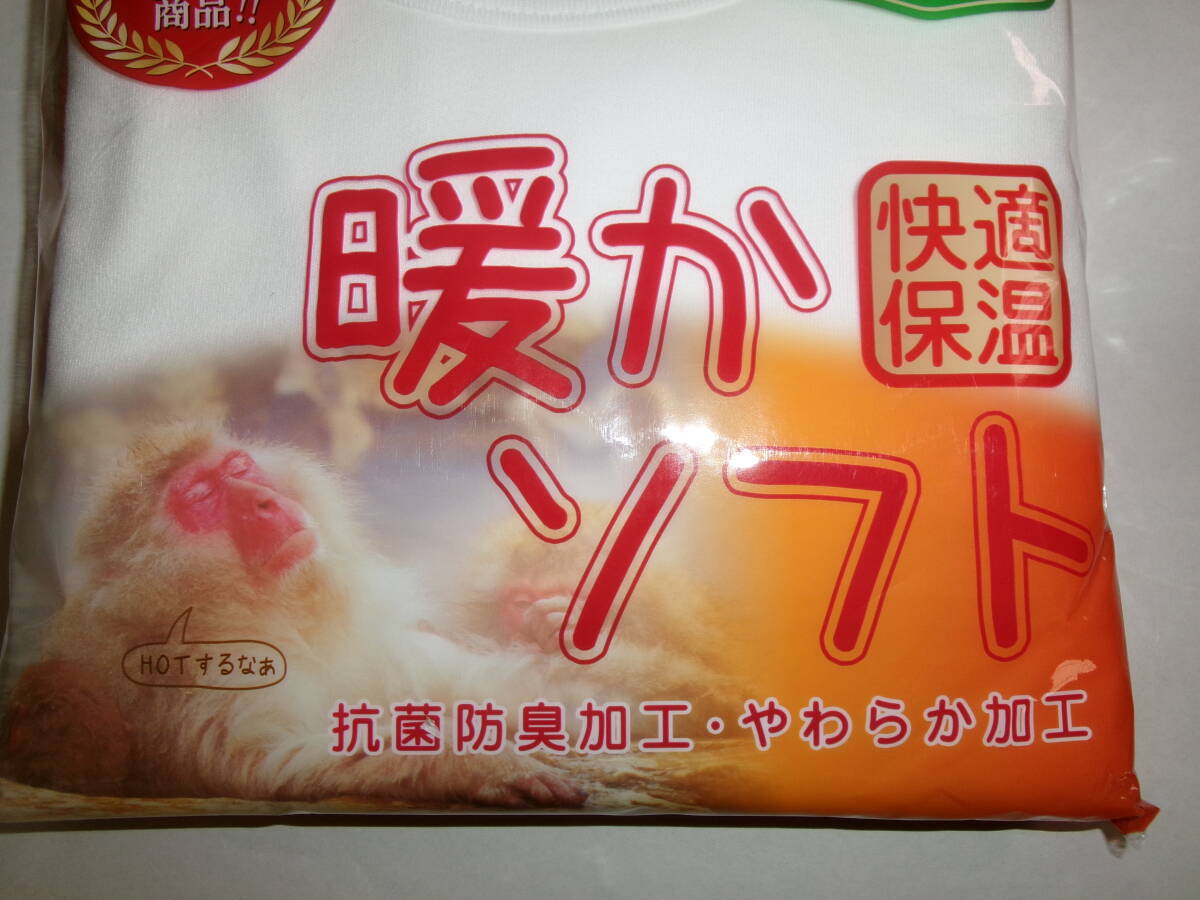 商品!!
暖か
ソフト
快適
保温
HOTするなぁ
抗菌防臭加工・やわらか加工